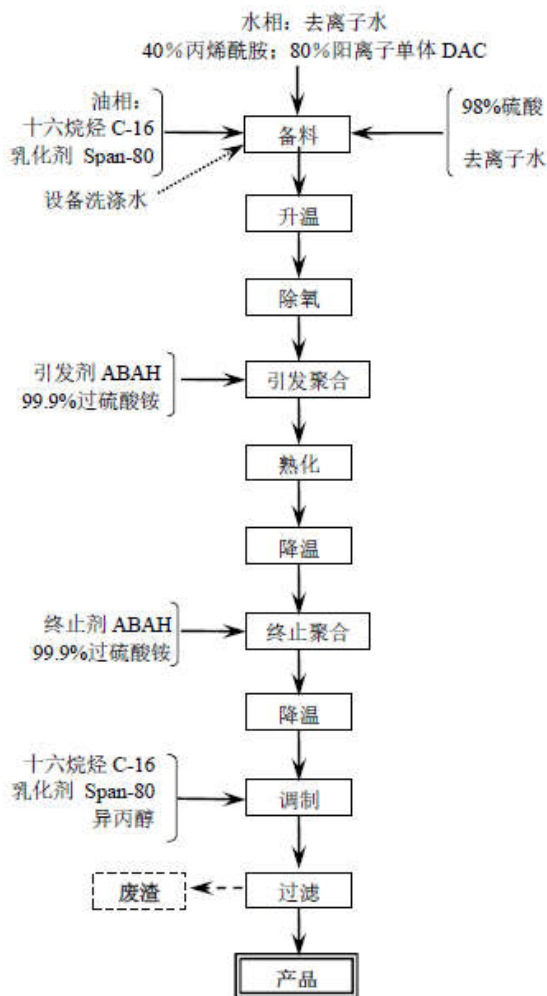 水相：去离子水
40%丙烯酰胺；80%阳离子单体 DAC
油相：
十六烷烃 C-16
乳化剂 Span-80
98%硫酸
去离子水
备料
设备洗涤水
升温
除氧
引发剂 ABAH
99.9%过硫酸铵
引发聚合
熟化
降温
终止剂 ABAH
99.9%过硫酸铵
终止聚合
降温
十六烷烃 C-16
乳化剂 Span-80
异丙醇
调制
废渣
过滤
产品